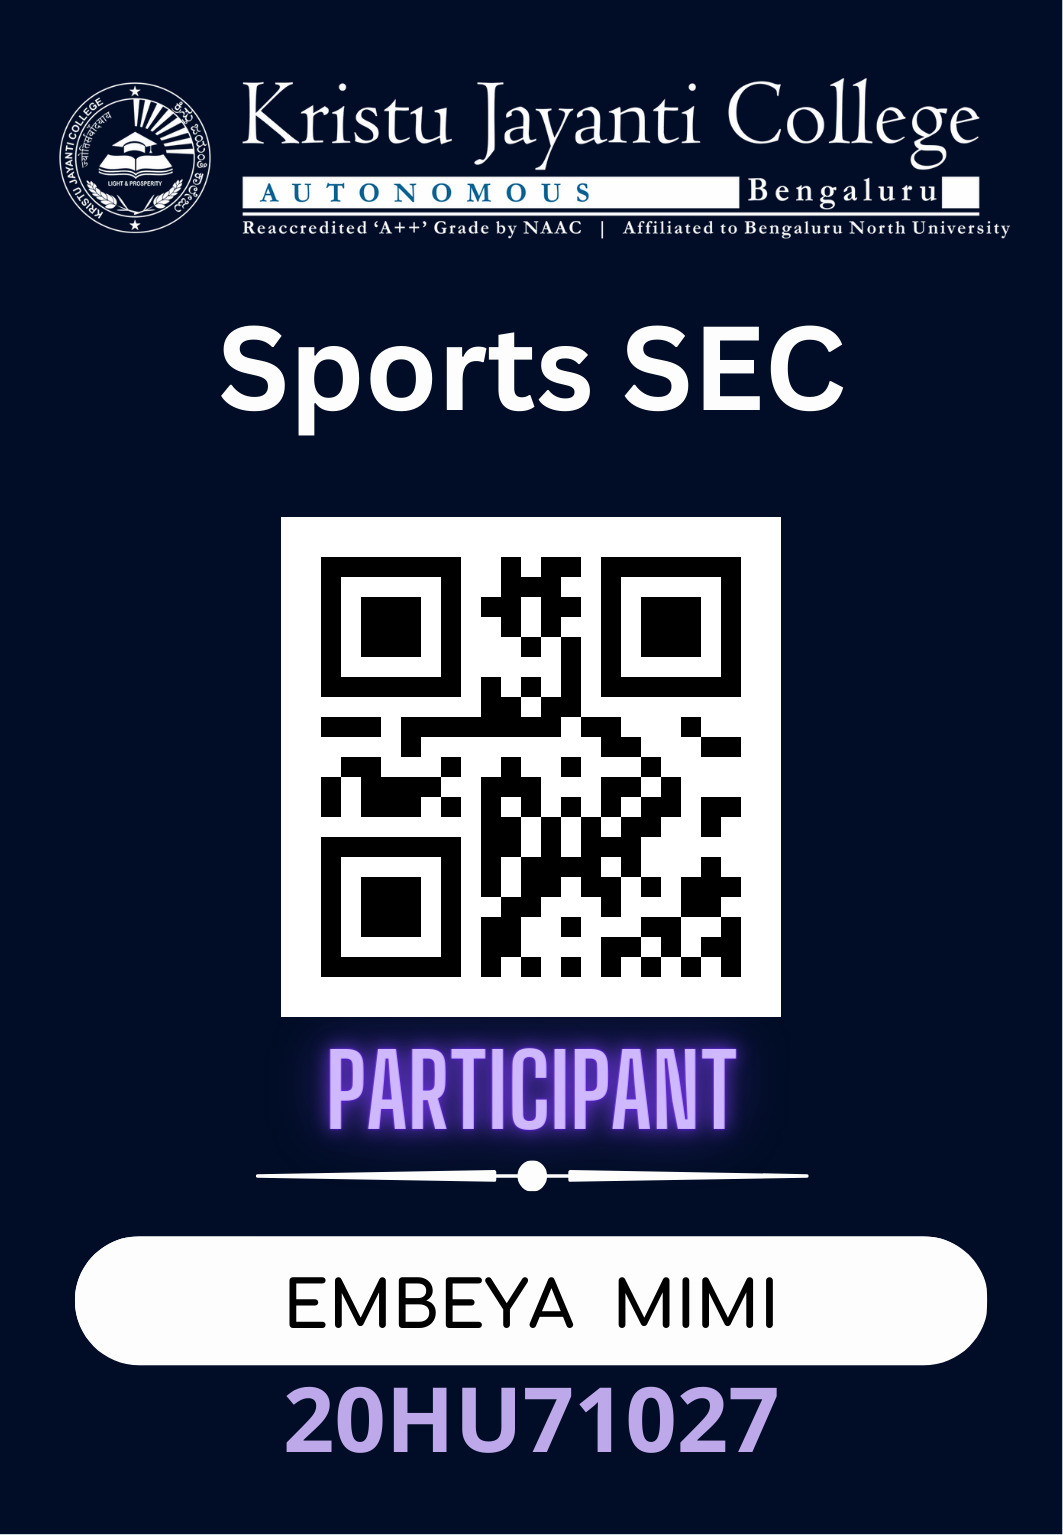 Kristu Jayanti College
AUTONOMOUS Bengaluru
Reaccredited ‘A++’ Grade by NAAC | Affiliated to Bengaluru North University
KRISTU JAYANTI COLLEGE
LIGHT & PROSPERITY
Sports SEC
PARTICIPANT
EMBEYA MIMI
20HU71027